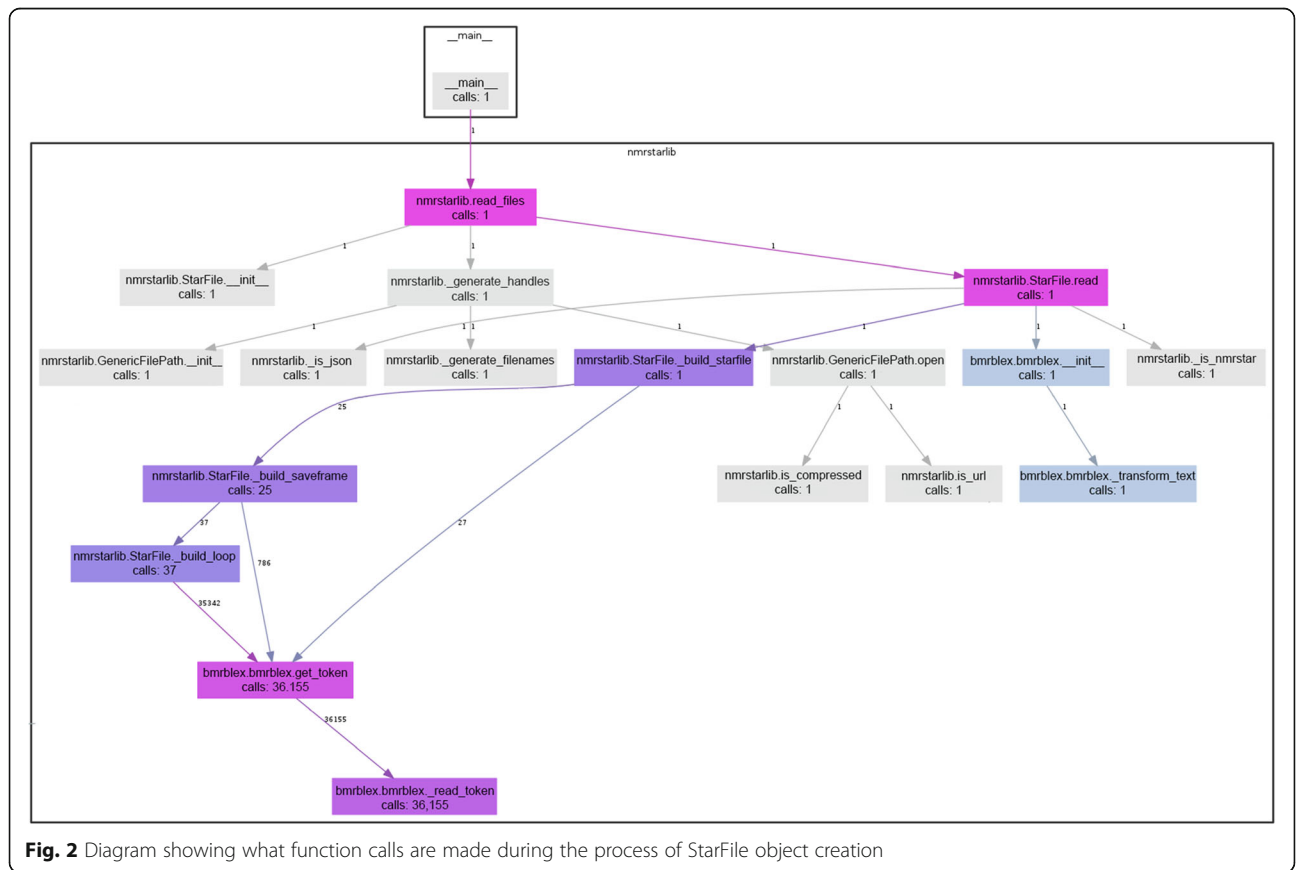 __main__
__main__
calls: 1
1
nmrstarlib
nmrstarlib.read_files
calls: 1
1
1
1
nmrstarlib.StarFile.__init__
calls: 1
nmrstarlib._generate_handles
calls: 1
nmrstarlib.StarFile.read
calls: 1
1
1
1
1
1
1
1
nmrstarlib.GenericFilePath.__init__
calls: 1
nmrstarlib._is_json
calls: 1
nmrstarlib._generate_filenames
calls: 1
nmrstarlib.StarFile._build_starfile
calls: 1
nmrstarlib.GenericFilePath.open
calls: 1
bmrblex.bmrblex.__init__
calls: 1
nmrstarlib._is_nmrstar
calls: 1
25
1
1
1
nmrstarlib.StarFile._build_saveframe
calls: 25
nmrstarlib.is_compressed
calls: 1
nmrstarlib.is_url
calls: 1
bmrblex.bmrblex._transform_text
calls: 1
37
27
nmrstarlib.StarFile._build_loop
calls: 37
786
35342
bmrblex.bmrblex.get_token
calls: 36.155
36155
bmrblex.bmrblex._read_token
calls: 36,155
Fig. 2 Diagram showing what function calls are made during the process of StarFile object creation